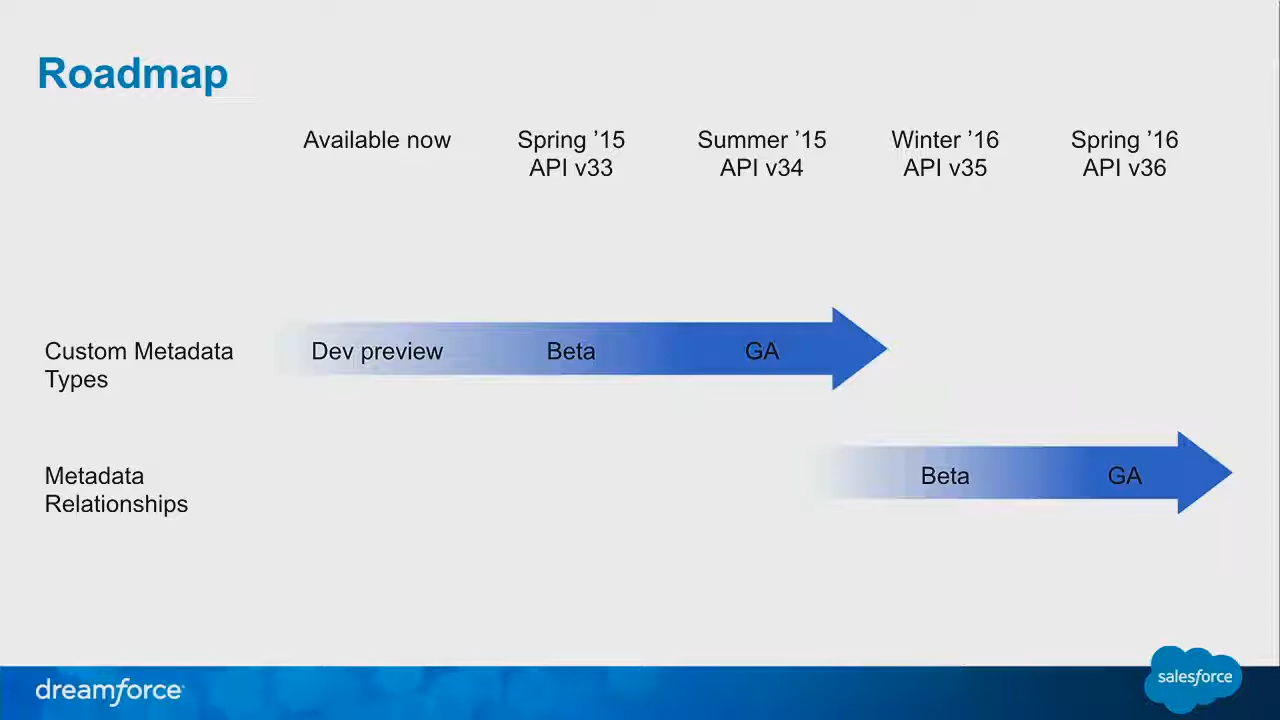 Roadmap
Available now
Spring ’15
API v33
Summer ’15
API v34
Winter ’16
API v35
Spring ’16
API v36
Custom Metadata
Types
Dev preview
Beta
GA
Metadata
Relationships
Beta
GA
dreamforce
salesforce